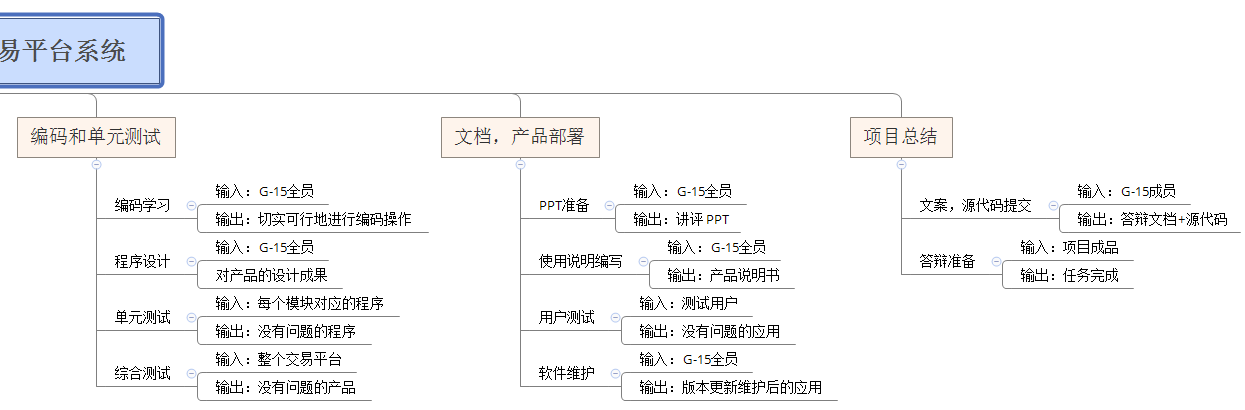 易平台系统
编码和单元测试
编码学习
输入：G-15全员
输出：切实可行地进行编码操作
程序设计
输入：G-15全员
对产品的设计成果
单元测试
输入：每个模块对应的程序
输出：没有问题的程序
综合测试
输入：整个交易平台
输出：没有问题的产品
文档，产品部署
PPT准备
输入：G-15全员
输出：讲评 PPT
使用说明编写
输入：G-15全员
输出：产品说明书
用户测试
输入：测试用户
输出：没有问题的应用
软件维护
输入：G-15全员
输出：版本更新维护后的应用
项目总结
文案，源代码提交
输入：G-15成员
输出：答辩文档+源代码
答辩准备
输入：项目成品
输出：任务完成